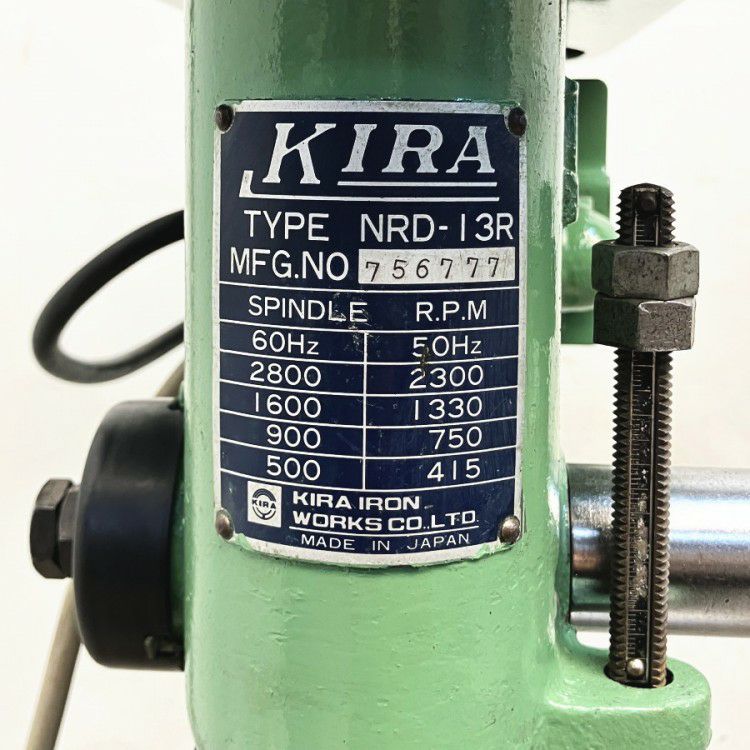 KIRA
TYPE NRD-13R
MFG.NO 756777
SPINDLE R.P.M
60Hz 50Hz
2800 2300
1600 1330
900 750
500 415
KIRA KIRA IRON
WORKS CO.,LTD.
MADE IN JAPAN